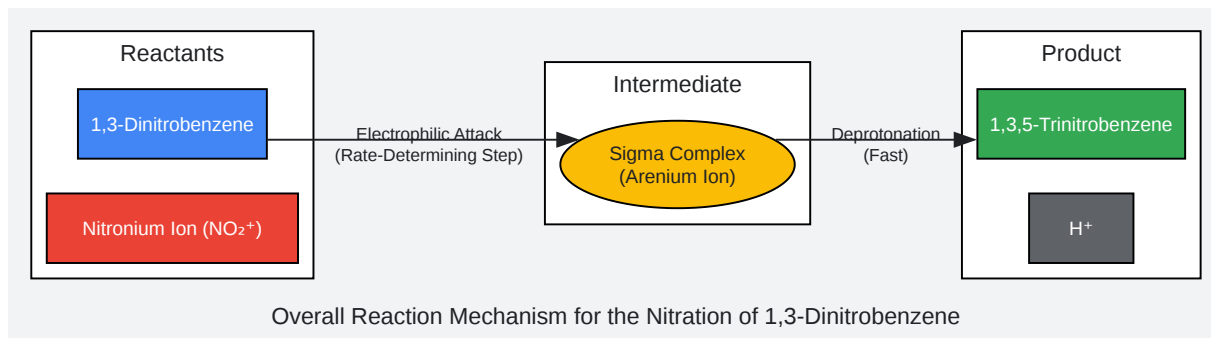 Reactants
1,3-Dinitrobenzene
Nitronium Ion (NO₂⁺)
Electrophilic Attack
(Rate-Determining Step)
Intermediate
Sigma Complex
(Arenium Ion)
Deprotonation
(Fast)
Product
1,3,5-Trinitrobenzene
H⁺
Overall Reaction Mechanism for the Nitration of 1,3-Dinitrobenzene